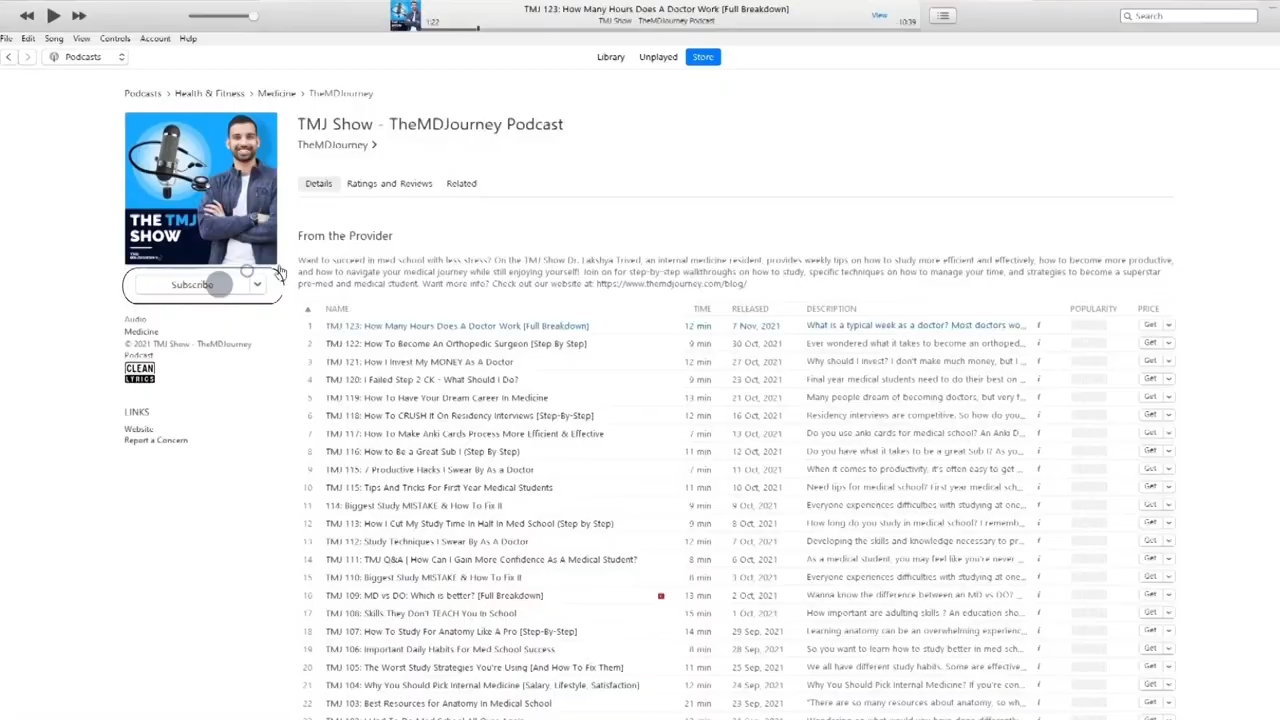 TMJ 123: How Many Hours Does A Doctor Work [Full Breakdown]
1:22 TMJ Show - TheMDJourney Podcast View 10:39
Search
File Edit Song View Controls Account Help
Podcasts
Library Unplayed Store
Podcasts > Health & Fitness > Medicine > TheMDJourney
TMJ Show - TheMDJourney Podcast
TheMDJourney >
THE TMJ
SHOW
Details Ratings and Reviews Related
From the Provider
Want to succeed in med school with less stress? On the TMJ Show Dr. Lakshya Trived, an internal medicine resident, provides weekly tips on how to study more efficient and effectively, how to become more productive,
and how to navigate your medical journey while still enjoying yourself! Join on for step-by-step walkthroughs on how to study, specific techniques on how to manage your time, and strategies to become a superstar
pre-med and medical student. Want more info? Check out our website at: https://www.themdjourney.com/blog/
Subscribe
Audio
Medicine
© 2021 TMJ Show - TheMDJourney
Podcast
CLEAN
LYRICS
LINKS
Website
Report a Concern
NAME TIME RELEASED DESCRIPTION POPULARITY PRICE
1 TMJ 123: How Many Hours Does A Doctor Work [Full Breakdown] 12 min 7 Nov, 2021 What is a typical week as a doctor? Most doctors wo... i Get
2 TMJ 122: How To Become An Orthopedic Surgeon [Step By Step] 9 min 30 Oct, 2021 Ever wondered what it takes to become an orthoped... i Get
3 TMJ 121: How I Invest My MONEY As A Doctor 12 min 27 Oct, 2021 Why should I invest? I don't make much money, but I ... i Get
4 TMJ 120: I Failed Step 2 CK - What Should I Do? 9 min 23 Oct, 2021 Final year medical students need to do their best on ... i Get
5 TMJ 119: How To Have Your Dream Career In Medicine 13 min 21 Oct, 2021 Many people dream of becoming doctors, but very f... i Get
6 TMJ 118: How To CRUSH It On Residency Interviews [Step-By-Step] 12 min 16 Oct, 2021 Residency interviews are competitive. So how do you... i Get
7 TMJ 117: How To Make Anki Cards Process More Efficient & Effective 7 min 13 Oct, 2021 Do you use anki cards for medical school? An Anki D... i Get
8 TMJ 116: How to Be a Great Sub I (Step By Step) 11 min 12 Oct, 2021 Do you have what it takes to be a great Sub I? As yo... i Get
9 TMJ 115: 7 Productive Hacks I Swear By As a Doctor 7 min 11 Oct, 2021 When it comes to productivity, it's often easy to get ... i Get
10 TMJ 115: Tips And Tricks For First Year Medical Students 10 min 10 Oct, 2021 Need tips for medical school? First year medical stud... i Get
11 114: Biggest Study MISTAKE & How To Fix It 9 min 9 Oct, 2021 Everyone experiences difficulties with studying at one... i Get
12 TMJ 113: How I Cut My Study Time In Half In Med School (Step by Step) 9 min 8 Oct, 2021 How long do you study in medical school? I rememb... i Get
13 TMJ 112: Study Techniques I Swear By As A Doctor 12 min 7 Oct, 2021 Developing the skills and knowledge necessary to pr... i Get
14 TMJ 111: TMJ Q&A | How Can I Gain More Confidence As A Medical Student? 8 min 6 Oct, 2021 As a medical student, you may feel like you're never ... i Get
15 TMJ 110: Biggest Study MISTAKE & How To Fix It 8 min 3 Oct, 2021 Everyone experiences difficulties with studying at one... i Get
16 TMJ 109: MD vs DO: Which is better? [Full Breakdown] 13 min 2 Oct, 2021 Wanna know the difference between an MD vs DO? ... i Get
17 TMJ 108: Skills They Don't TEACH You In School 15 min 1 Oct, 2021 How important are adulting skills ? An education sho... i Get
18 TMJ 107: How To Study For Anatomy Like A Pro [Step-By-Step] 14 min 29 Sep, 2021 Learning anatomy can be an overwhelming experienc... i Get
19 TMJ 106: Important Daily Habits For Med School Success 8 min 28 Sep, 2021 So you want to learn how to study better in med sch... i Get
20 TMJ 105: The Worst Study Strategies You're Using [And How To Fix Them] 11 min 25 Sep, 2021 We all have different study habits. Some are effective... i Get
21 TMJ 104: Why You Should Pick Internal Medicine [Salary, Lifestyle, Satisfaction) 12 min 24 Sep, 2021 Why You Should Pick Internal Medicine? If you're con... i Get
22 TMJ 103: Best Resources for Anatomy In Med School 11 min 23 Sep, 2021 "There are so many resources about anatomy, so wh... i Get